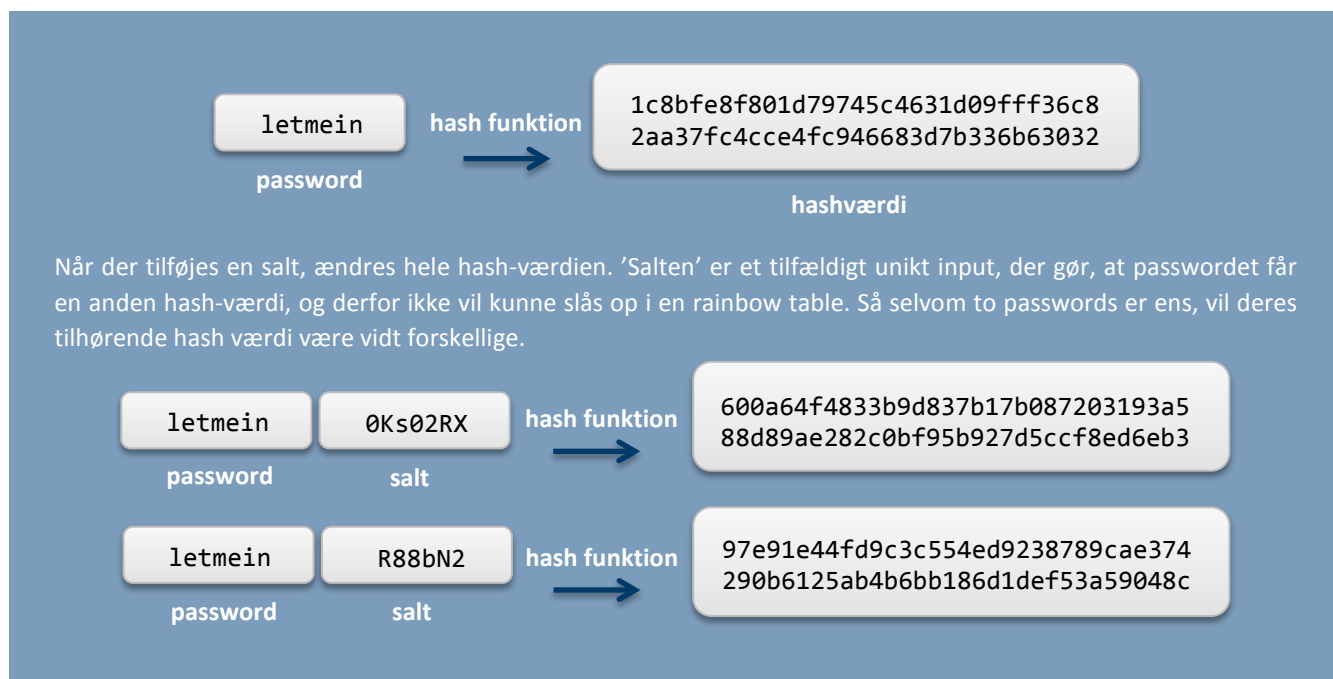 letmein
hash funktion
1c8bfe8f801d79745c4631d09fff36c8
2aa37fc4cce4fc946683d7b336b63032
password
hashværdi
Når der tilføjes en salt, ændres hele hash-værdien. ’Salten’ er et tilfældigt unikt input, der gør, at passwordet får
en anden hash-værdi, og derfor ikke vil kunne slås op i en rainbow table. Så selvom to passwords er ens, vil deres
tilhørende hash værdi være vidt forskellige.
letmein
0Ks02RX
hash funktion
600a64f4833b9d837b17b087203193a5
88d89ae282c0bf95b927d5ccf8ed6eb3
password
salt
letmein
R88bN2
hash funktion
97e91e44fd9c3c554ed9238789cae374
290b6125ab4b6bb186d1def53a59048c
password
salt